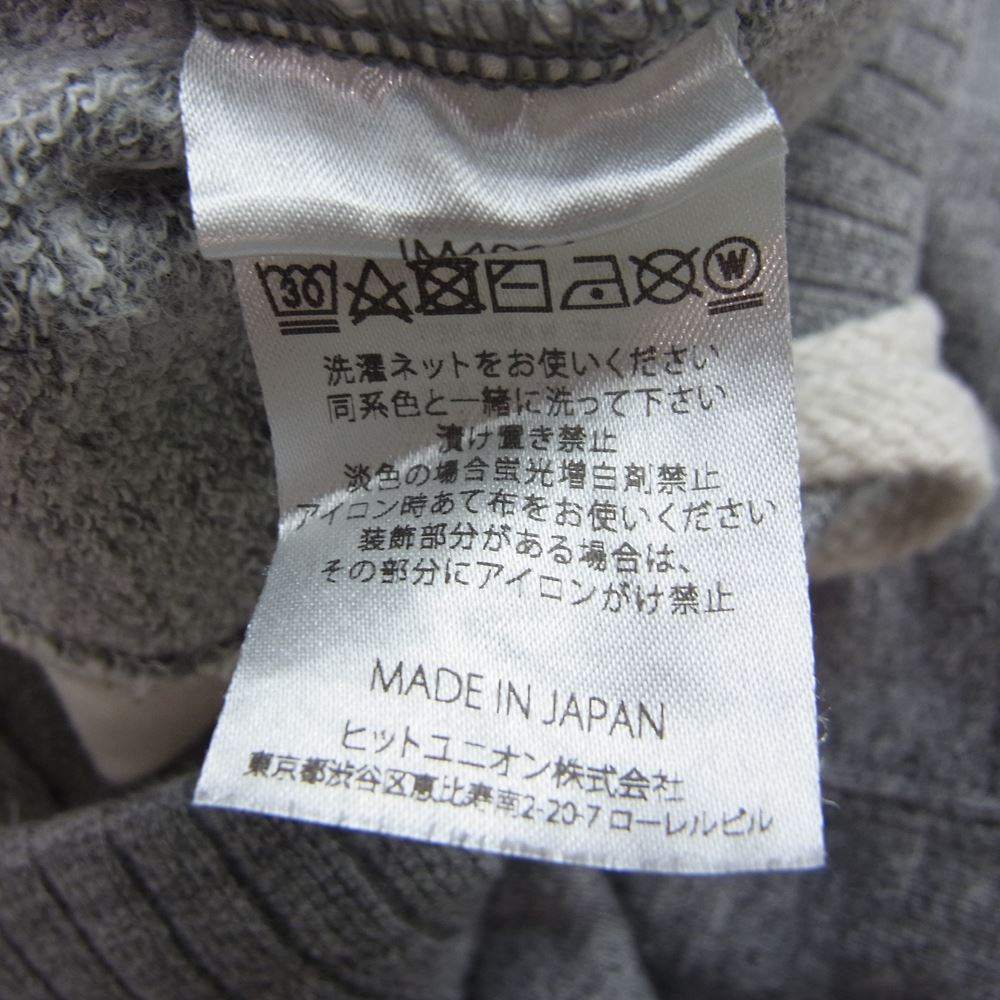 30 W
洗濯ネットをお使いください
同系色と一緒に洗って下さい
漬け置き禁止
淡色の場合蛍光増白剤禁止
アイロン時あて布をお使いください
装飾部分がある場合は、
その部分にアイロンがけ禁止
MADE IN JAPAN
ヒットユニオン株式会社
東京都渋谷区恵比寿南2-20-7 ローレルビル